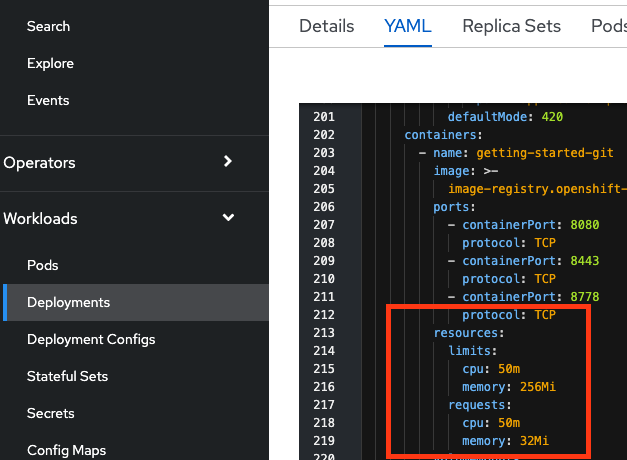 Search
Explore
Events
Operators
Workloads
Pods
Deployments
Deployment Configs
Stateful Sets
Secrets
Config Maps
Details YAML Replica Sets Pods
201 defaultMode: 420
202 containers:
203 - name: getting-started-git
204 image: >-
205 image-registry.openshift-
206 ports:
207 - containerPort: 8080
208 protocol: TCP
209 - containerPort: 8443
210 protocol: TCP
211 - containerPort: 8778
212 protocol: TCP
213 resources:
214 limits:
215 cpu: 50m
216 memory: 256Mi
217 requests:
218 cpu: 50m
219 memory: 32Mi
220